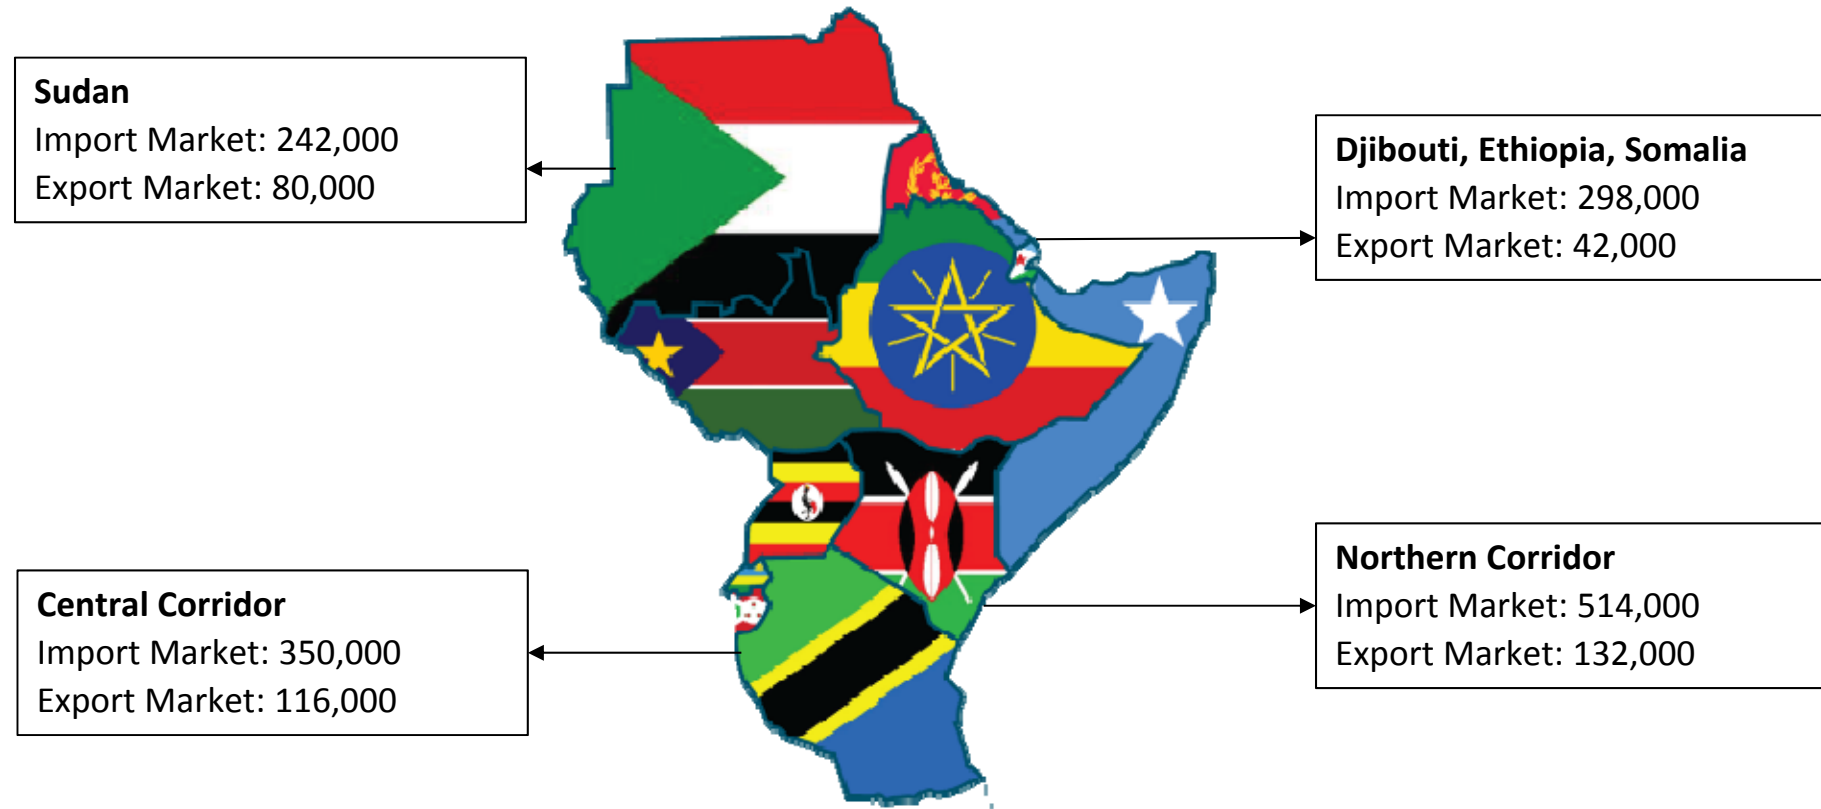 Sudan
Import Market: 242,000
Export Market: 80,000
Djibouti, Ethiopia, Somalia
Import Market: 298,000
Export Market: 42,000
Central Corridor
Import Market: 350,000
Export Market: 116,000
Northern Corridor
Import Market: 514,000
Export Market: 132,000